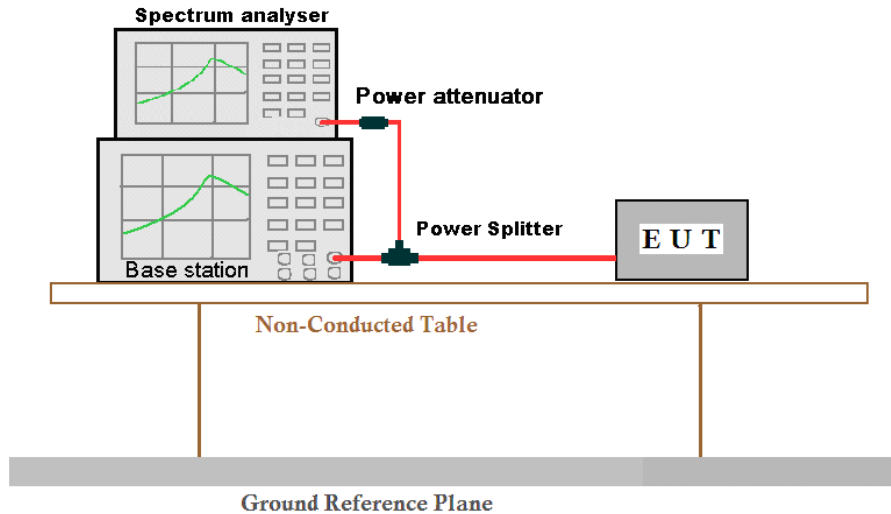 Spectrum analyser
Power attenuator
Power Splitter
E U T
Base station
Non-Conducted Table
Ground Reference Plane